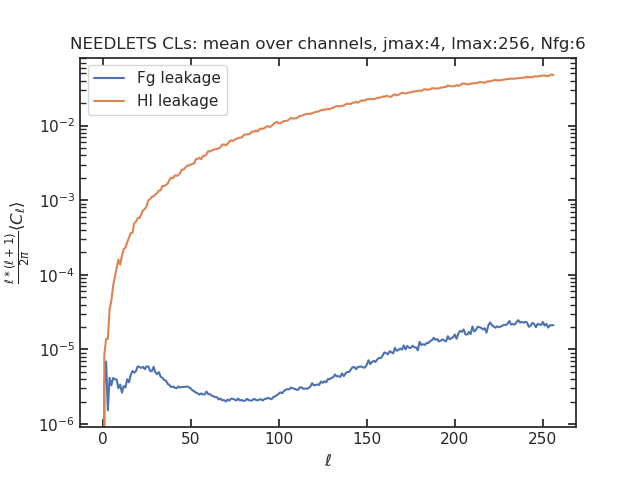 NEEDLETS CLs: mean over channels, jmax:4, lmax:256, Nfg:6
Fg leakage
HI leakage
10⁻²
10⁻³
10⁻⁴
10⁻⁵
10⁻⁶
ℓ*(ℓ+1)/2π ⟨Cℓ⟩
0 50 100 150 200 250
ℓ